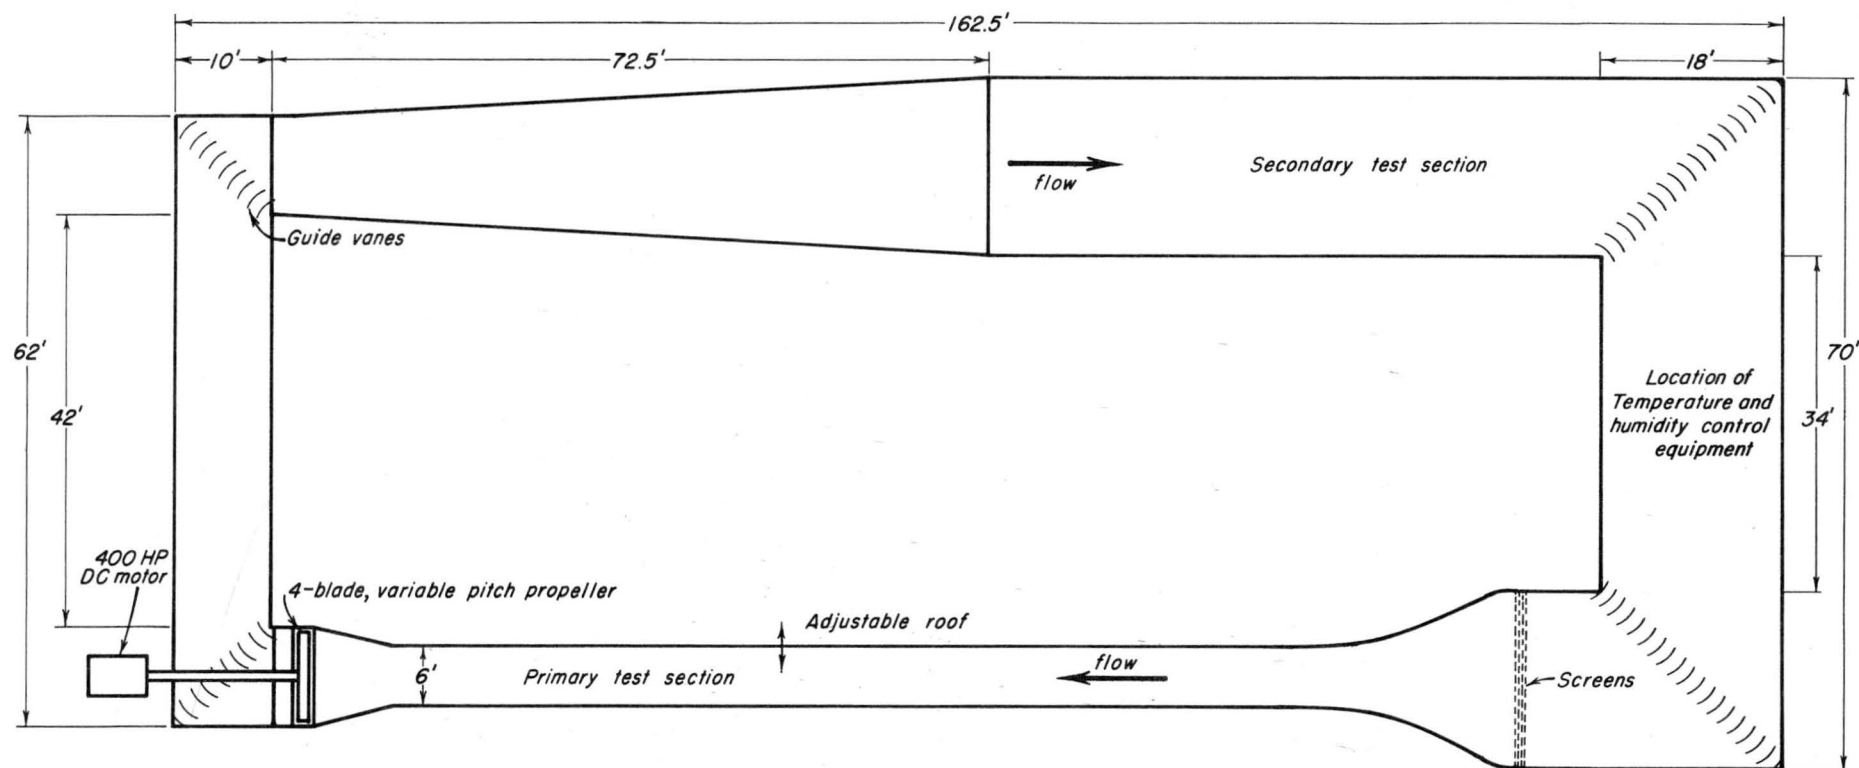 162.5'
10'
72.5'
18'
Secondary test section
flow
Guide vanes
62'
42'
70'
34'
Location of
Temperature and
humidity control
equipment
400 HP
DC motor
4-blade, variable pitch propeller
Adjustable roof
6'
Primary test section
flow
Screens